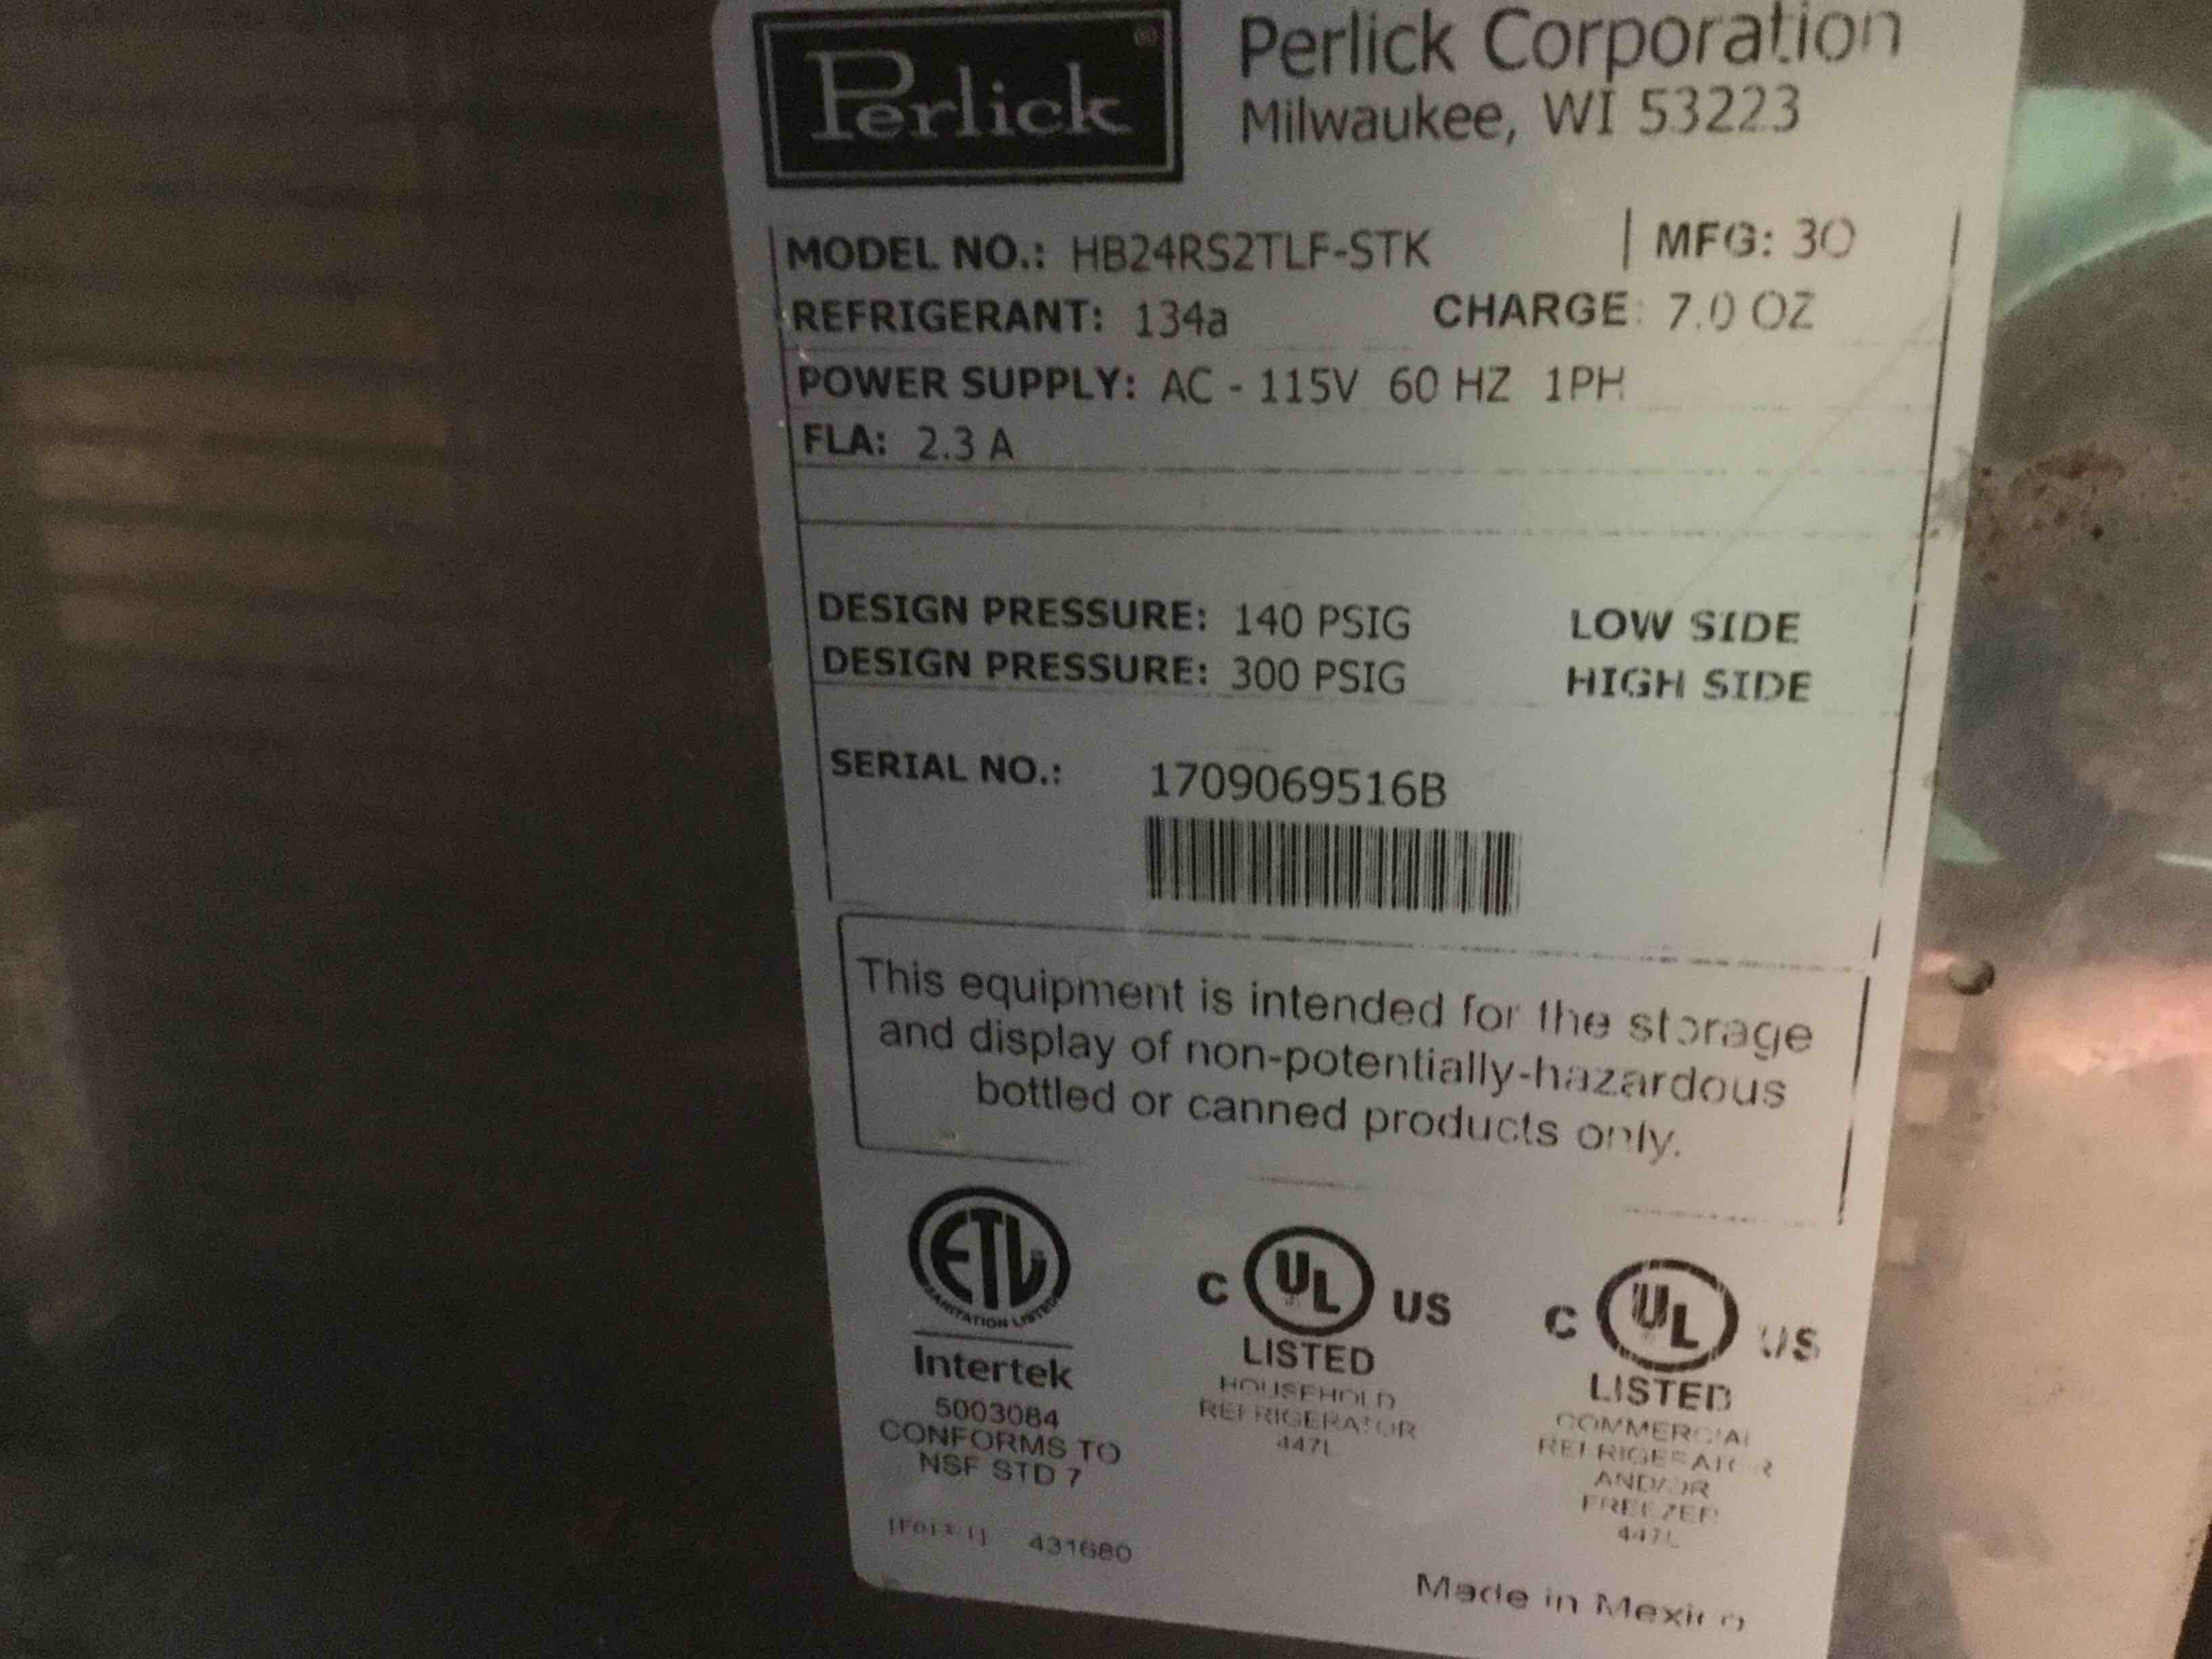 Perlick ®
Perlick Corporation
Milwaukee, WI 53223
MODEL NO.: HB24RS2TLF-STK | MFG: 30
REFRIGERANT: 134a CHARGE: 7.0 OZ
POWER SUPPLY: AC - 115V 60 HZ 1PH
FLA: 2.3 A
DESIGN PRESSURE: 140 PSIG LOW SIDE
DESIGN PRESSURE: 300 PSIG HIGH SIDE
SERIAL NO.: 1709069516B
This equipment is intended for the storage
and display of non-potentially-hazardous
bottled or canned products only.
ETL
SANITATION LISTED
Intertek
5003084
CONFORMS TO
NSF STD 7
C UL US
LISTED
HOUSEHOLD
REFRIGERATOR
447L
C UL US
LISTED
COMMERCIAL
REFRIGERATOR
AND/OR
FREEZER
447L
431680
Made in Mexico